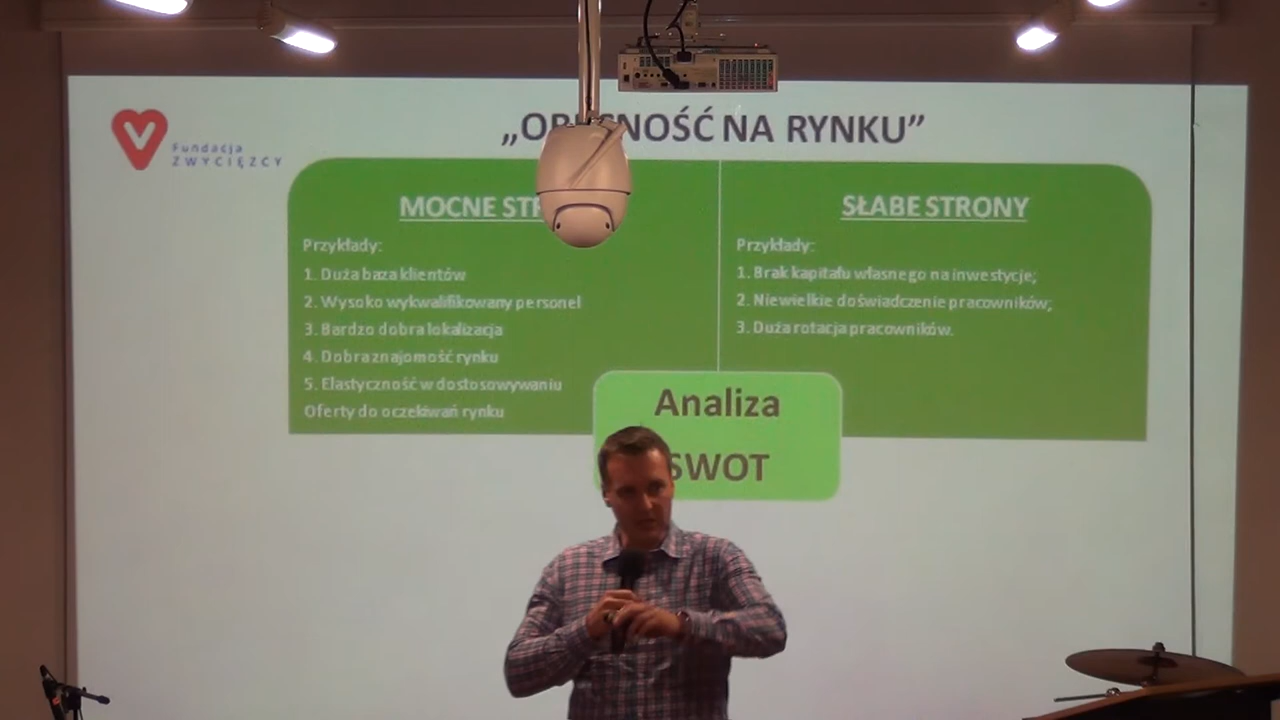 Fundacja
ZWYCIĘZCY
NA RYNKU”
MOCNE
SŁABE STRONY
Przykłady:
1. Duża baza klientów
2. Wysoko wykwalifikowany personel
3. Bardzo dobra lokalizacja
4. Dobra znajomość rynku
5. Elastyczność w dostosowywaniu
Oferty do oczekiwań rynku
Przykłady:
1. Brak kapitału własnego na inwestycje;
2. Niewielkie doświadczenie pracowników;
3. Duża rotacja pracowników.
Analiza
SWOT